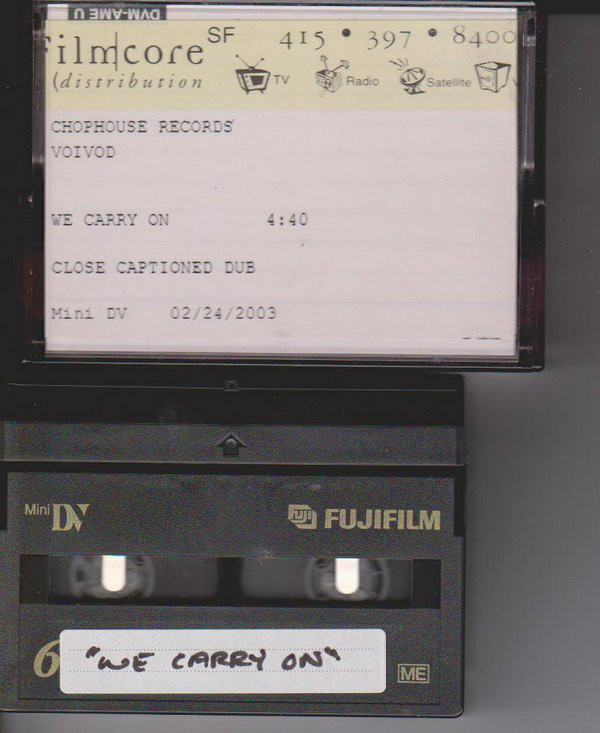 DVM-AME U
Filmcore SF 415 • 397 • 8400
(distribution TV Radio Satellite
CHOPHOUSE RECORDS
VOIVOD
WE CARRY ON 4:40
CLOSE CAPTIONED DUB
Mini DV 02/24/2003
Mini DV FUJIFILM
FUJI
"WE CARRY ON"
6
ME